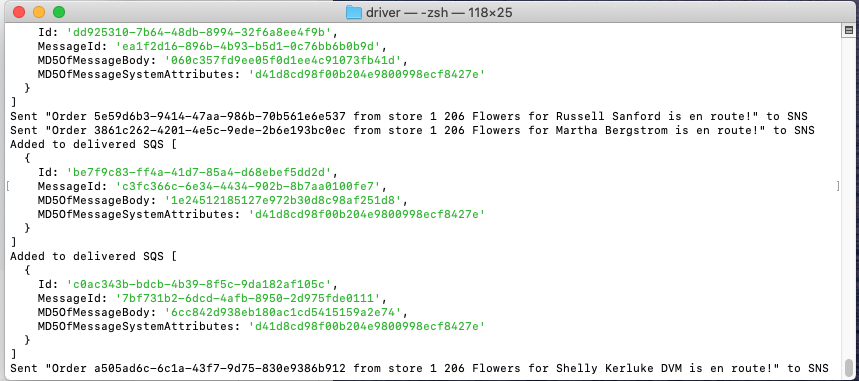 driver — -zsh — 118×25
Id: 'dd925310-7b64-48db-8994-32f6a8ee4f9b',
MessageId: 'ea1f2d16-896b-4b93-b5d1-0c76bb6b0b9d',
MD5OfMessageBody: '060c357fd9ee05f0d1ee4c91073fb41d',
MD5OfMessageSystemAttributes: 'd41d8cd98f00b204e9800998ecf8427e'
}
]
Sent "Order 5e59d6b3-9414-47aa-986b-70b561e6e537 from store 1 206 Flowers for Russell Sanford is en route!" to SNS
Sent "Order 3861c262-4201-4e5c-9ede-2b6e193bc0ec from store 1 206 Flowers for Martha Bergstrom is en route!" to SNS
Added to delivered SQS [
{
Id: 'be7f9c83-ff4a-41d7-85a4-d68ebef5dd2d',
MessageId: 'c3fc366c-6e34-4434-902b-8b7aa0100fe7',
MD5OfMessageBody: '1e24512185127e972b30d8c98af251d8',
MD5OfMessageSystemAttributes: 'd41d8cd98f00b204e9800998ecf8427e'
}
]
Added to delivered SQS [
{
Id: 'c0ac343b-bdcb-4b39-8f5c-9da182af105c',
MessageId: '7bf731b2-6dcd-4afb-8950-2d975fde0111',
MD5OfMessageBody: '6cc842d938eb180ac1cd5415159a2e74',
MD5OfMessageSystemAttributes: 'd41d8cd98f00b204e9800998ecf8427e'
}
]
Sent "Order a505ad6c-6c1a-43f7-9d75-830e9386b912 from store 1 206 Flowers for Shelly Kerluke DVM is en route!" to SNS